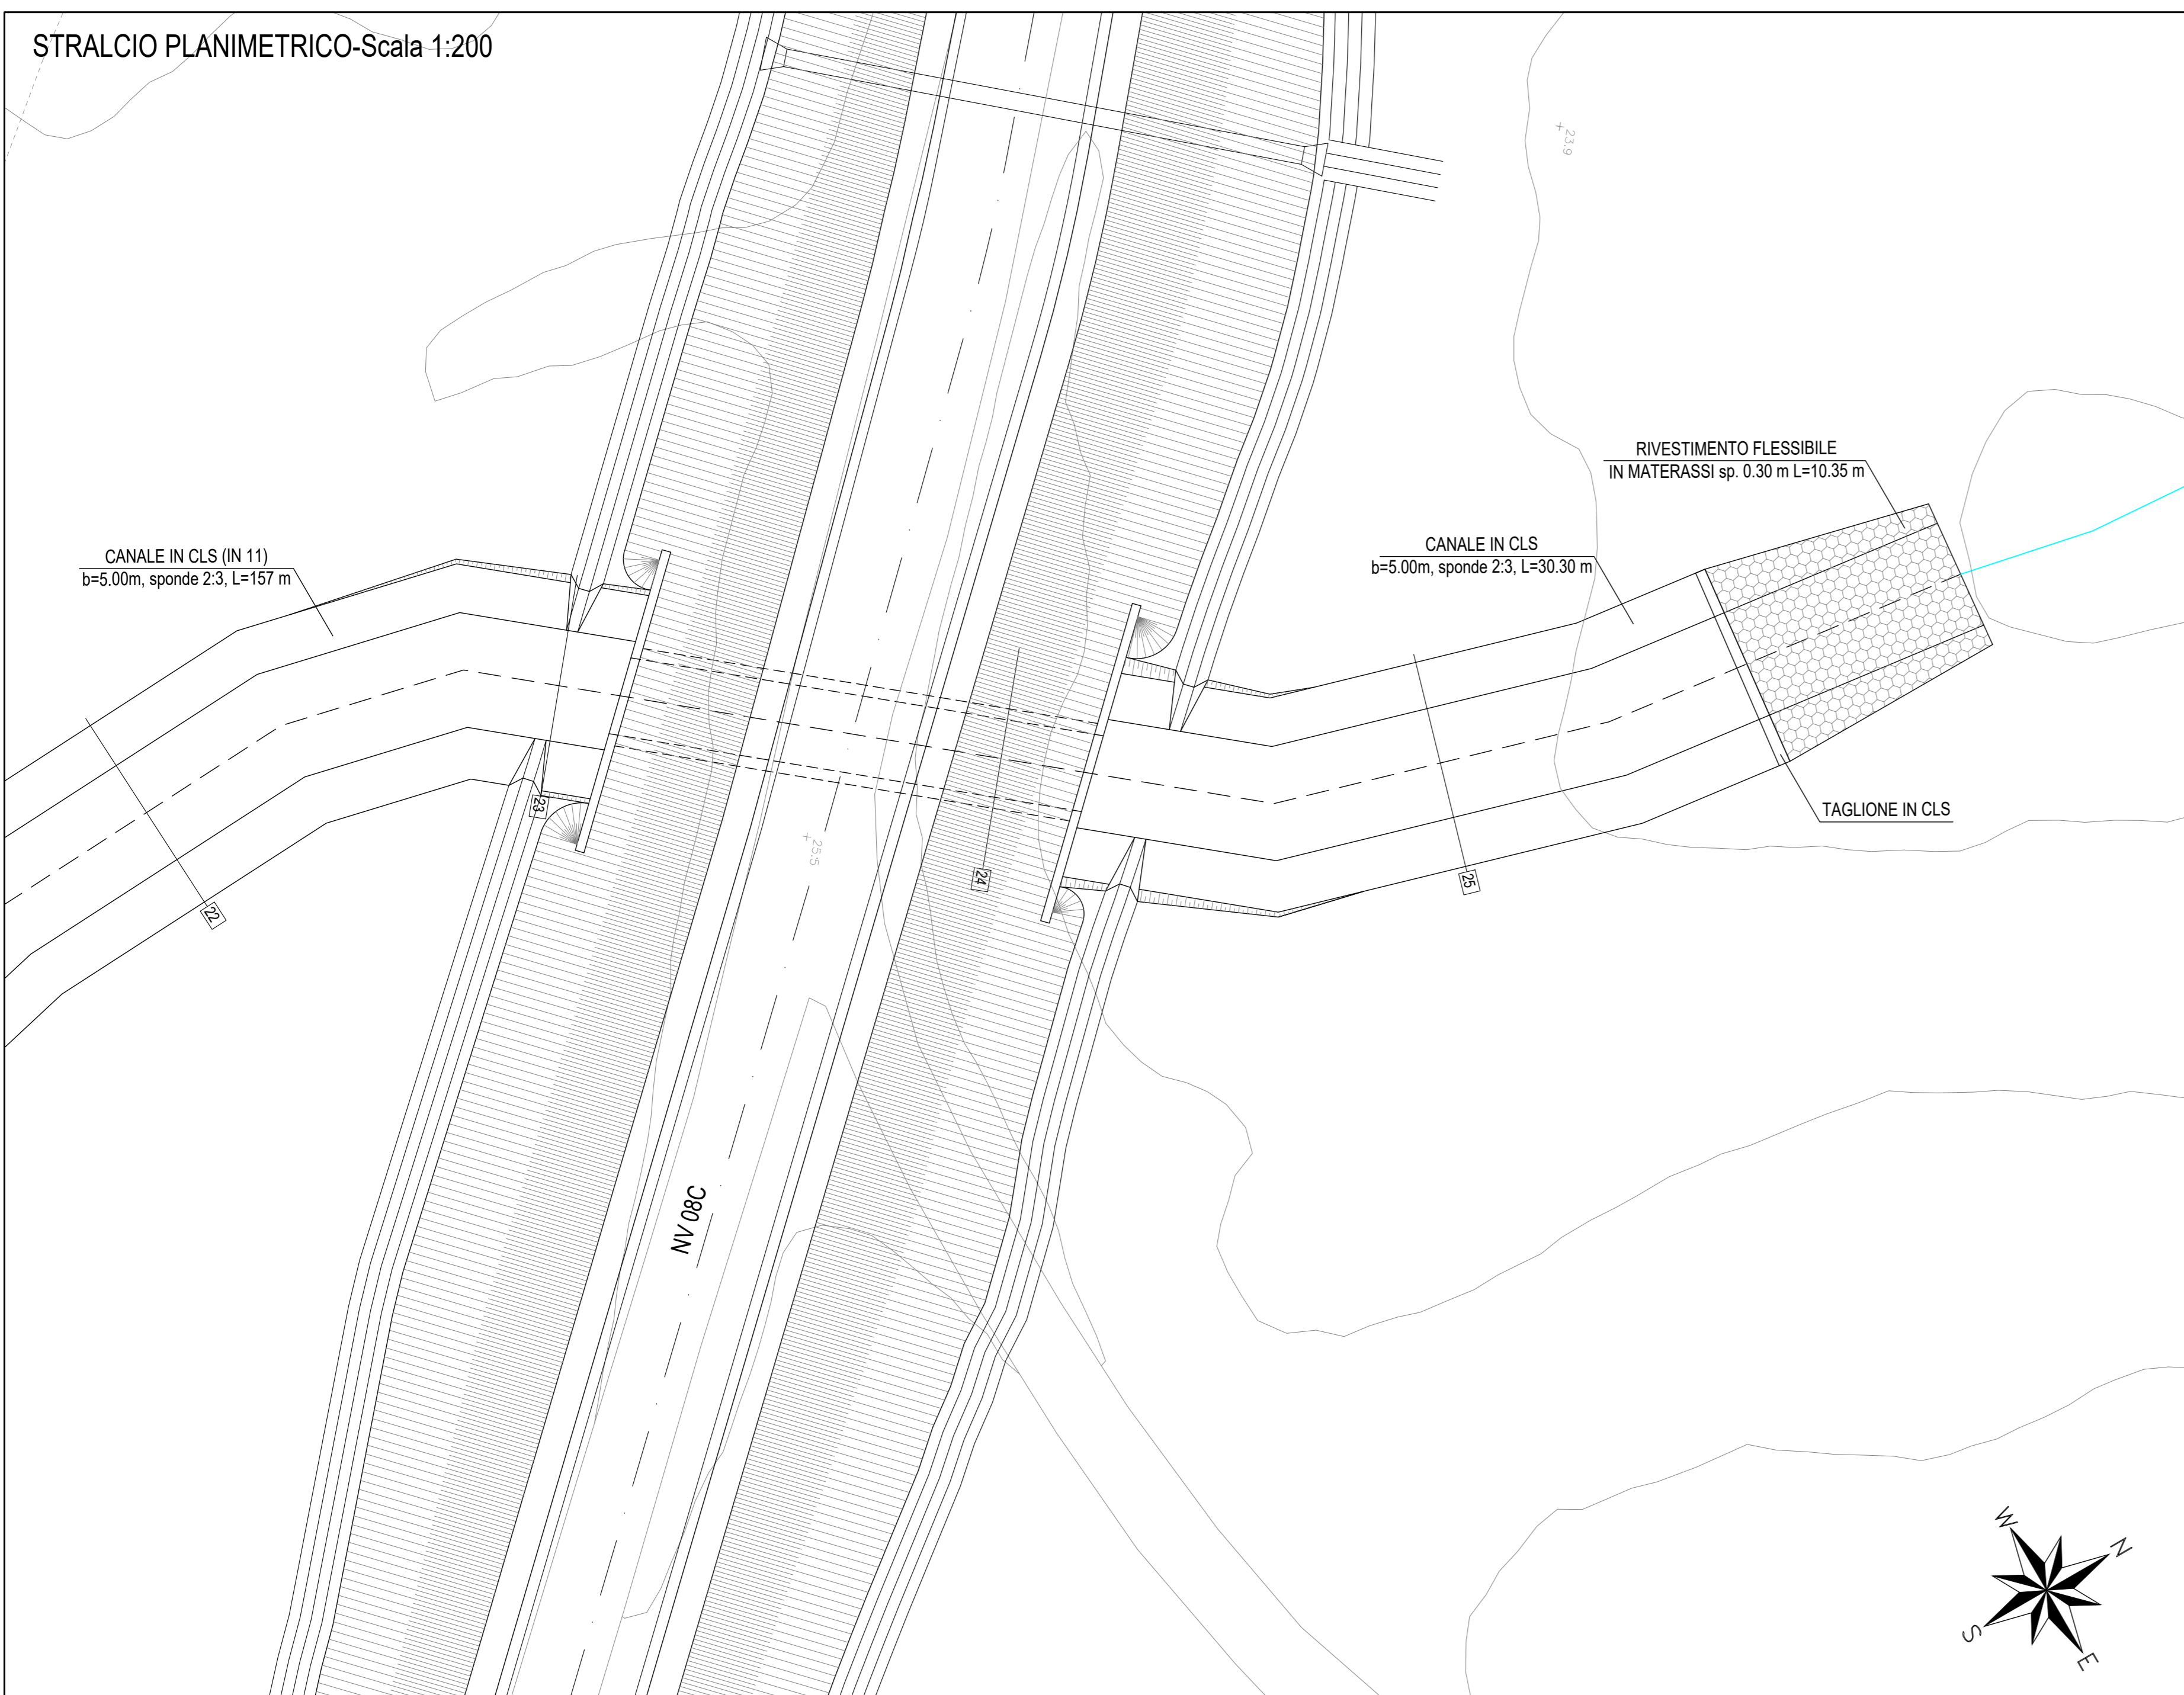 STRALCIO PLANIMETRICO-Scala 1:200
23.9
RIVESTIMENTO FLESSIBILE
IN MATERASSI sp. 0.30 m L=10.35 m
CANALE IN CLS
b=5.00m, sponde 2:3, L=30.30 m
CANALE IN CLS (IN 11)
b=5.00m, sponde 2:3, L=157 m
TAGLIONE IN CLS
23
25.5
24
25
22
NV 08C
W
N
S
E